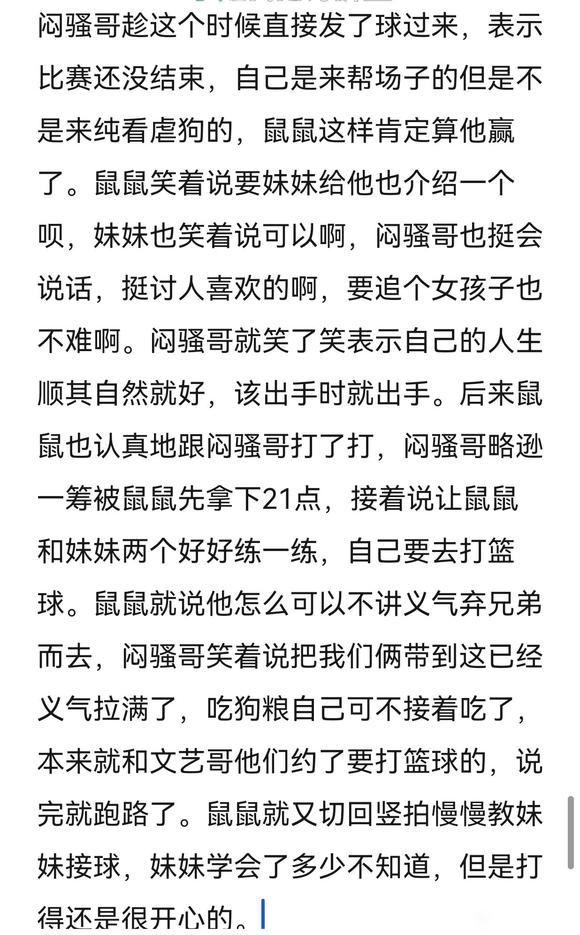 闷骚哥趁这个时候直接发了球过来，表示
比赛还没结束，自己是来帮场子的但是不
是来纯看虐狗的，鼠鼠这样肯定算他赢
了。鼠鼠笑着说要妹妹给他也介绍一个
呗，妹妹也笑着说可以啊，闷骚哥也挺会
说话，挺讨人喜欢的啊，要追个女孩子也
不难啊。闷骚哥就笑了笑表示自己的人生
顺其自然就好，该出手时就出手。后来鼠
鼠也认真地跟闷骚哥打了打，闷骚哥略逊
一筹被鼠鼠先拿下21点，接着说让鼠鼠
和妹妹两个好好练一练，自己要去打篮
球。鼠鼠就说他怎么可以不讲义气弃兄弟
而去，闷骚哥笑着说把我们俩带到这已经
义气拉满了，吃狗粮自己可不接着吃了，
本来就和文艺哥他们约了要打篮球的，说
完就跑路了。鼠鼠就又切回竖拍慢慢教妹
妹接球，妹妹学会了多少不知道，但是打
得还是很开心的。